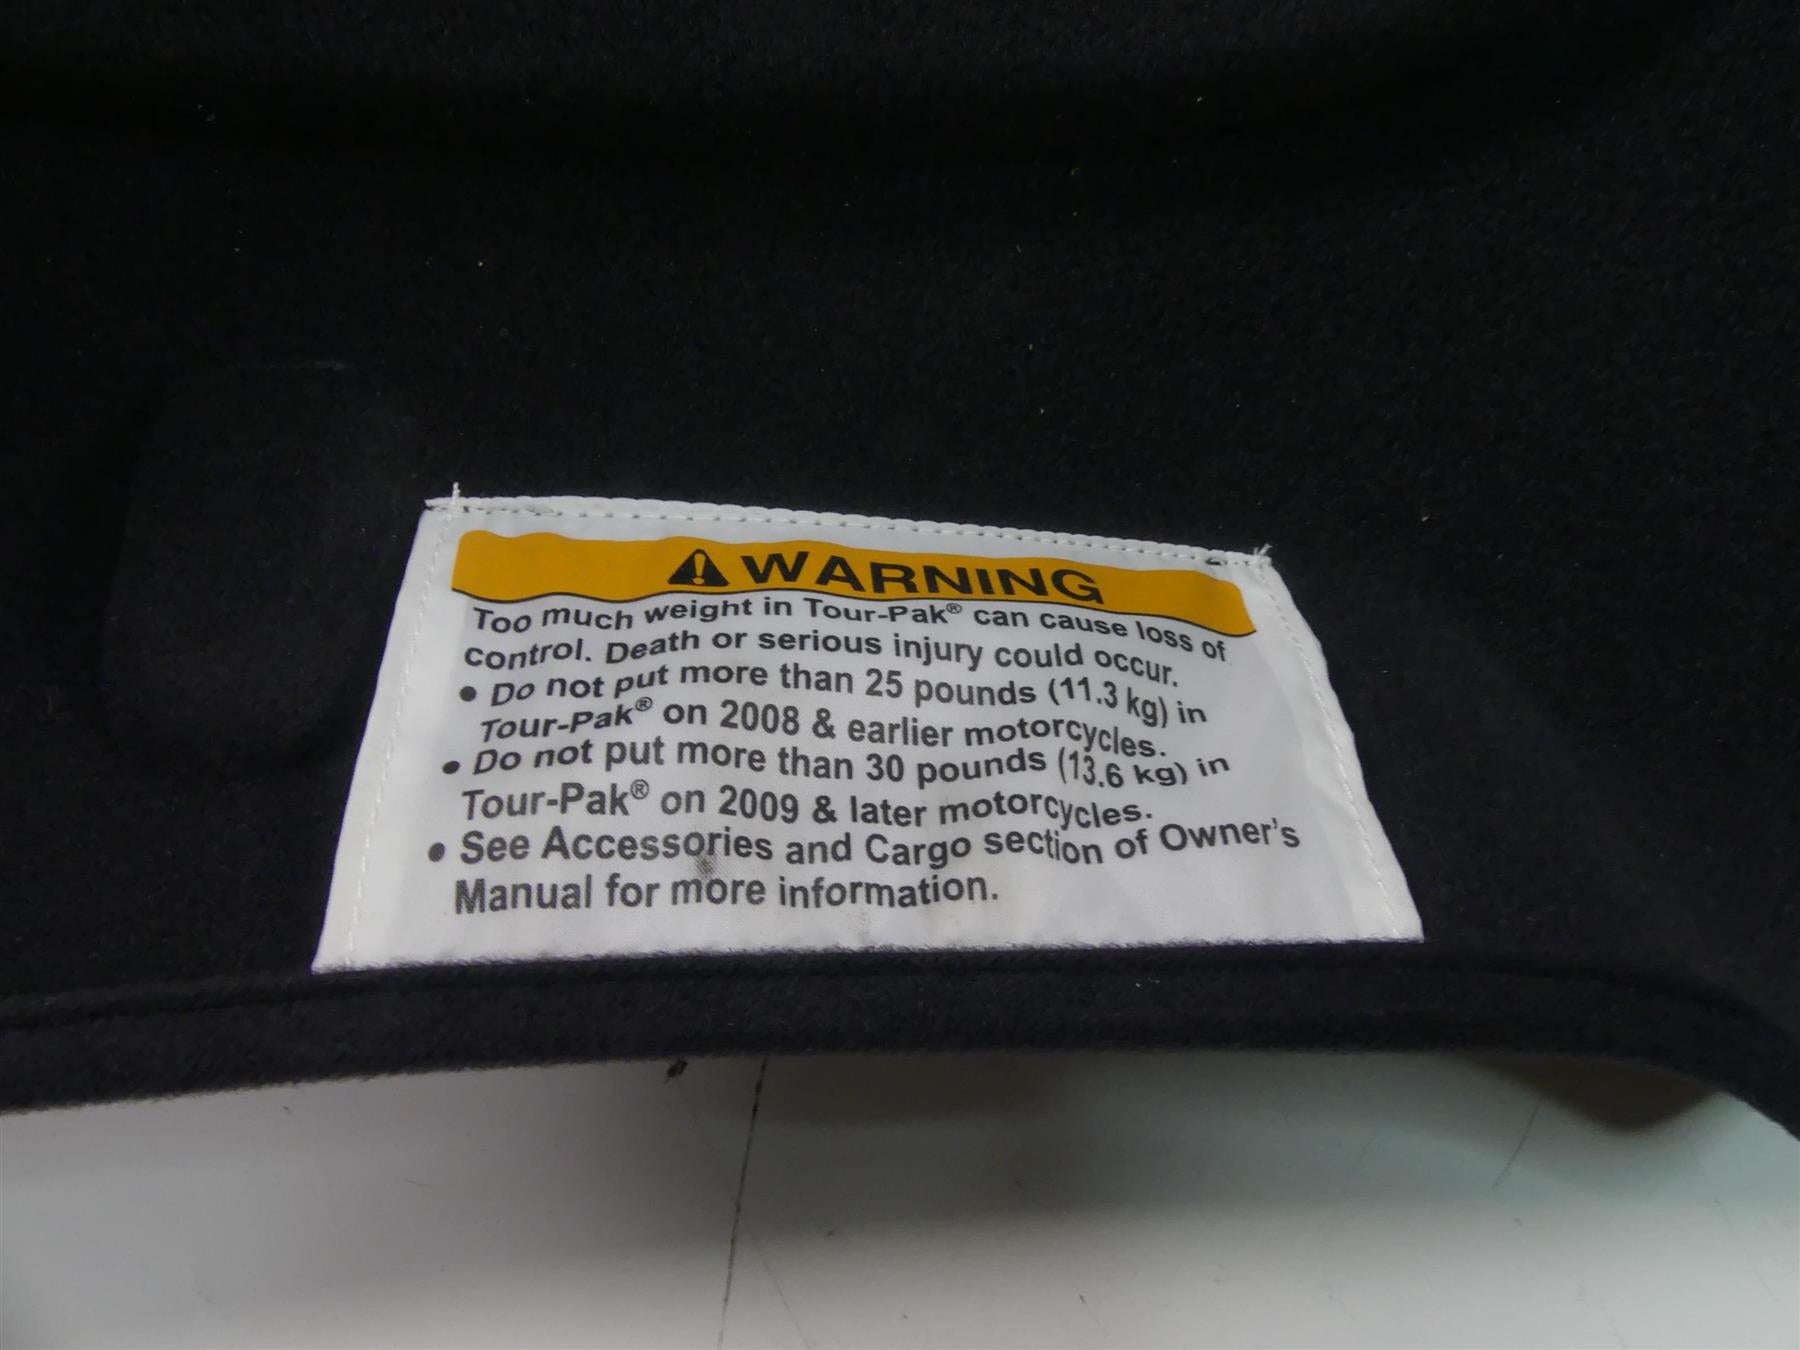 WARNING
Too much weight in Tour-Pak® can cause loss of
control. Death or serious injury could occur.
• Do not put more than 25 pounds (11.3 kg) in
Tour-Pak® on 2008 & earlier motorcycles.
• Do not put more than 30 pounds (13.6 kg) in
Tour-Pak® on 2009 & later motorcycles.
• See Accessories and Cargo section of Owner's
Manual for more information.